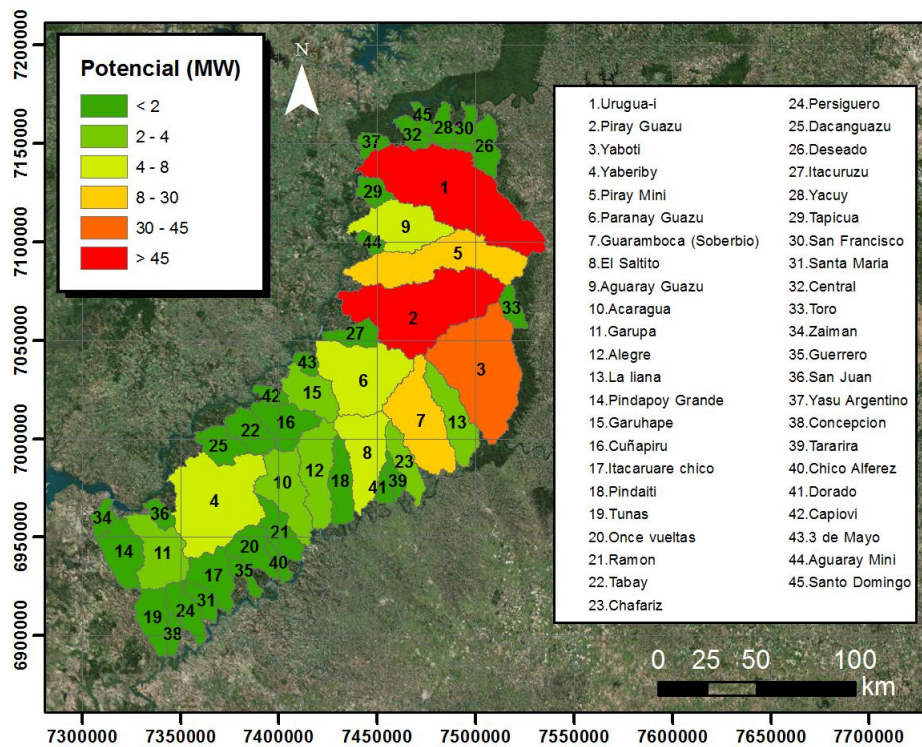 7200000
7150000
7100000
7050000
7000000
6950000
6900000
Potencial (MW)
< 2
2 - 4
4 - 8
8 - 30
30 - 45
> 45
N
1.Urugua-i
2.Piray Guazu
3.Yaboti
4.Yaberiby
5.Piray Mini
6.Paranay Guazu
7.Guaramboca (Soberbio)
8.El Saltito
9.Aguaray Guazu
10.Acaragua
11.Garupa
12.Alegre
13.La liana
14.Pindapoy Grande
15.Garuhape
16.Cuñapiru
17.Itacaruare chico
18.Pindaiti
19.Tunas
20.Once vueltas
21.Ramon
22.Tabay
23.Chafariz
24.Persiguero
25.Dacanguazu
26.Deseado
27.Itacuruzu
28.Yacuy
29.Tapicua
30.San Francisco
31.Santa Maria
32.Central
33.Toro
34.Zaiman
35.Guerrero
36.San Juan
37.Yasu Argentino
38.Concepcion
39.Tararira
40.Chico Alferez
41.Dorado
42.Capiovi
43.3 de Mayo
44.Aguaray Mini
45.Santo Domingo
45
28
30
32
37
26
1
29
9
44
5
2
33
27
43
3
6
15
42
16
7
13
22
25
8
23
12
10
18
41
39
4
36
34
21
14
11
20
40
17
35
31
24
19
38
0 25 50 100
km
7300000 7350000 7400000 7450000 7500000 7550000 7600000 7650000 7700000